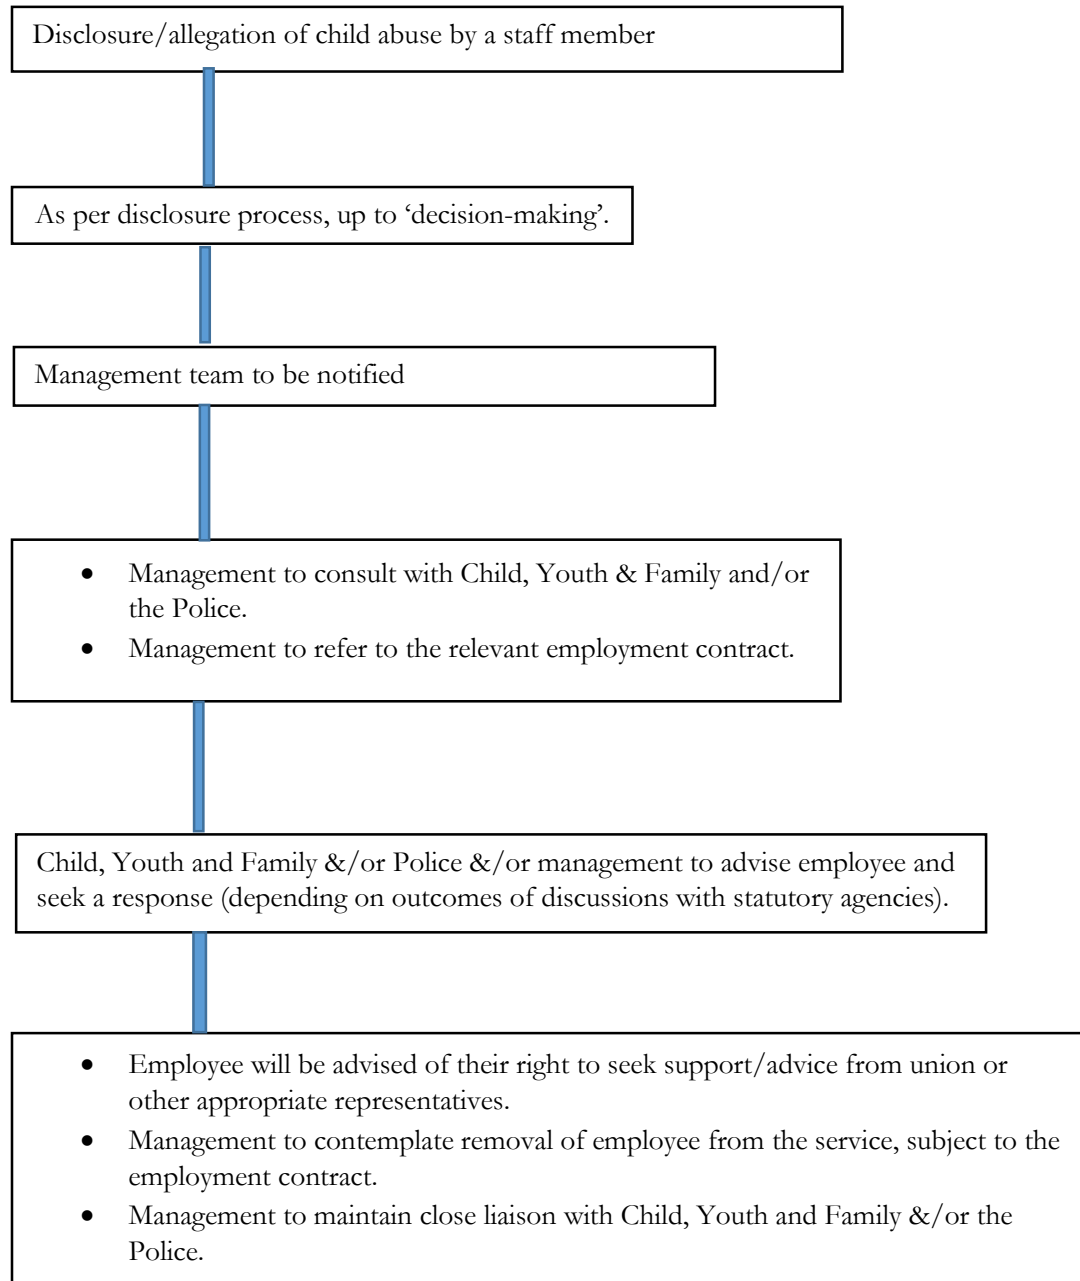 Disclosure/allegation of child abuse by a staff member
As per disclosure process, up to ‘decision-making’.
Management team to be notified
• Management to consult with Child, Youth & Family and/or
the Police.
• Management to refer to the relevant employment contract.
Child, Youth and Family &/or Police &/or management to advise employee and
seek a response (depending on outcomes of discussions with statutory agencies).
• Employee will be advised of their right to seek support/advice from union or
other appropriate representatives.
• Management to contemplate removal of employee from the service, subject to the
employment contract.
• Management to maintain close liaison with Child, Youth and Family &/or the
Police.